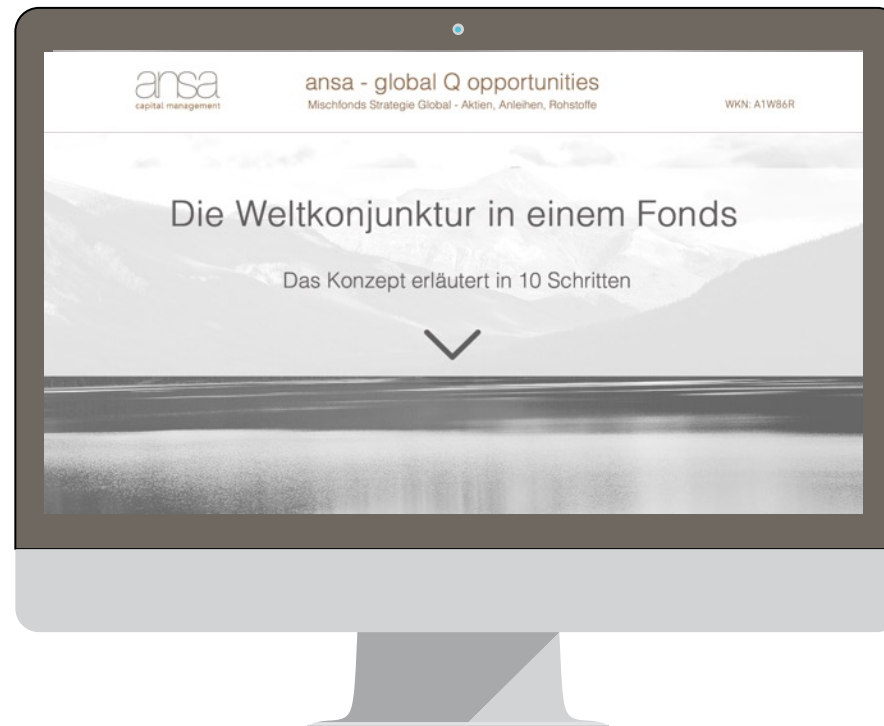 ansa
capital management
ansa - global Q opportunities
Mischfonds Strategie Global - Aktien, Anleihen, Rohstoffe
WKN: A1W86R
Die Weltkonjunktur in einem Fonds
Das Konzept erläutert in 10 Schritten